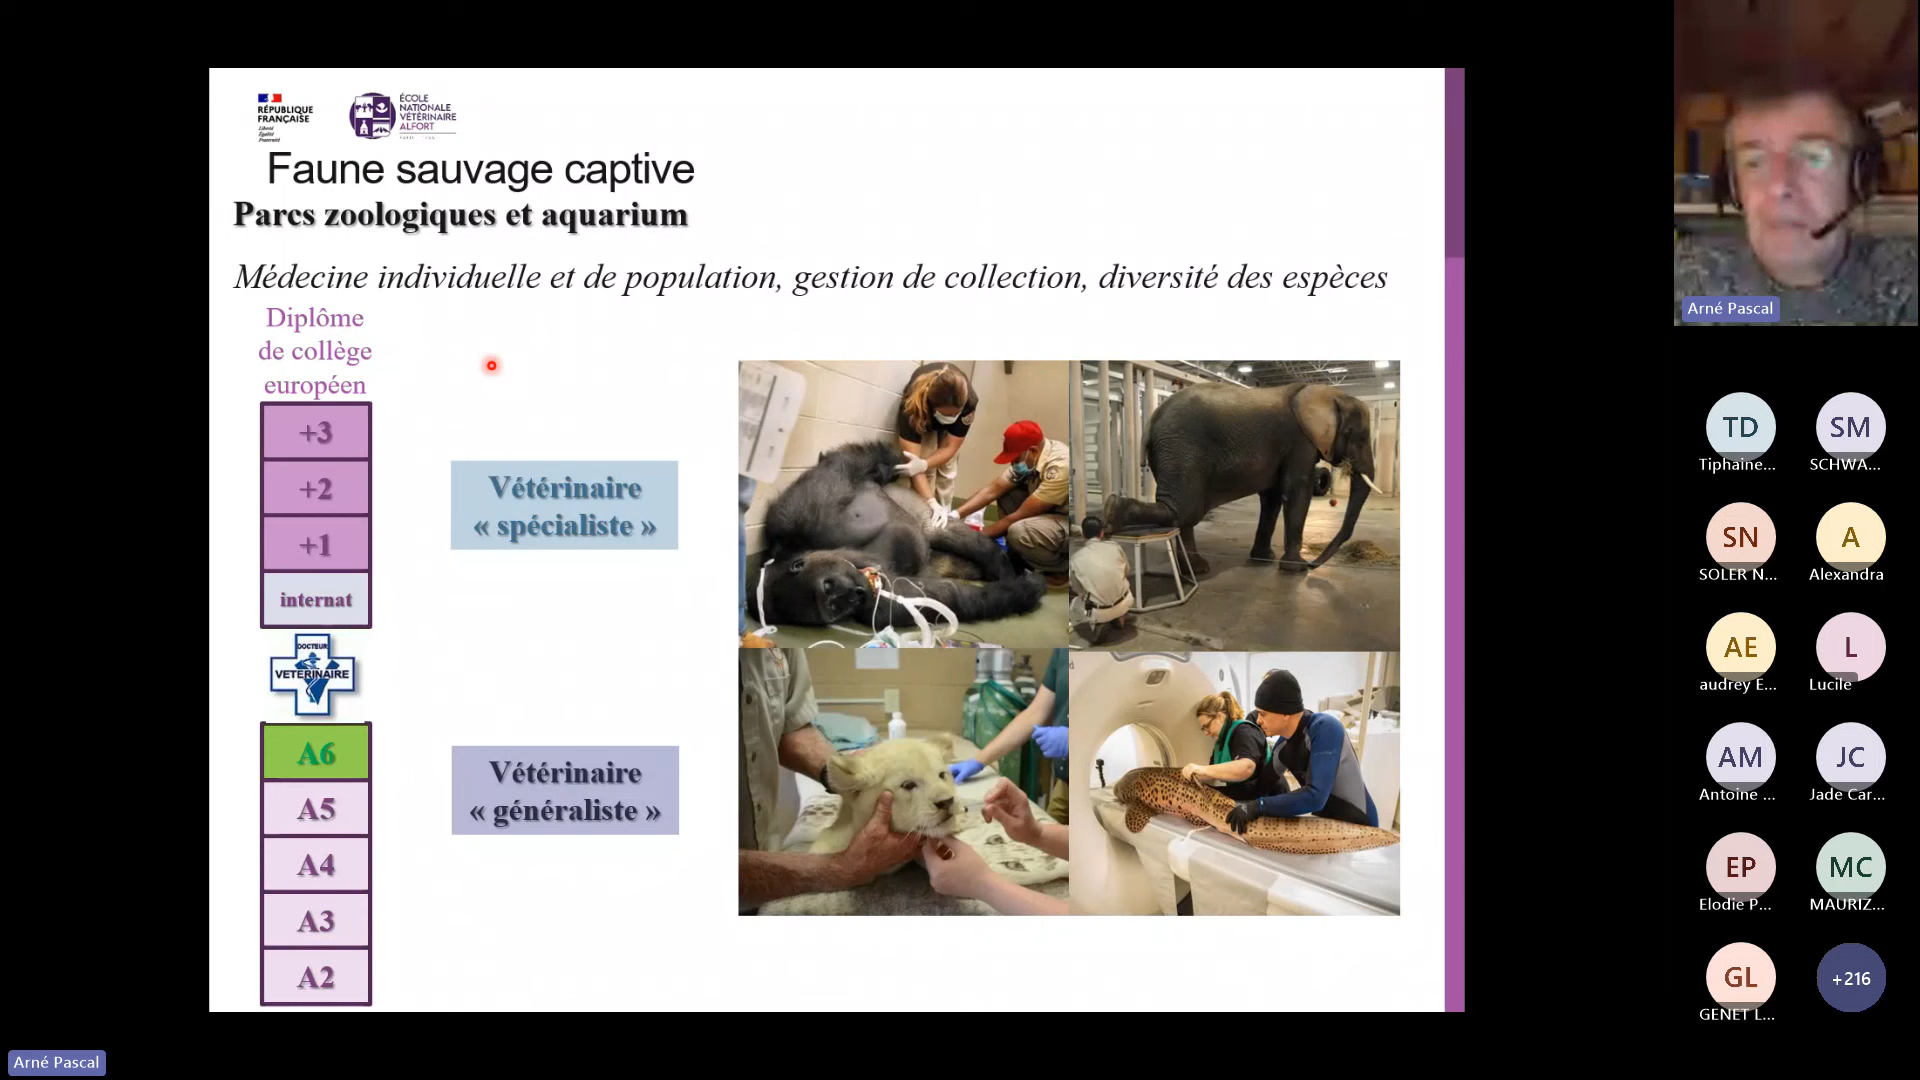 RÉPUBLIQUE
FRANÇAISE
Liberté
Égalité
Fraternité
ÉCOLE
NATIONALE
VÉTÉRINAIRE
ALFORT
Faune sauvage captive
Parcs zoologiques et aquarium
Médecine individuelle et de population, gestion de collection, diversité des espèces
Diplôme
de collège
européen
+3
+2
+1
internat
DOCTEUR
VETERINAIRE
A6
A5
A4
A3
A2
Vétérinaire
« spécialiste »
Vétérinaire
« généraliste »
Arné Pascal
TD
Tiphaine...
SM
SCHWA...
SN
SOLER N...
A
Alexandra
AE
audrey E...
L
Lucile
AM
Antoine ...
JC
Jade Car...
EP
Elodie P...
MC
MAURIZ...
GL
GENET L...
+216
Arné Pascal